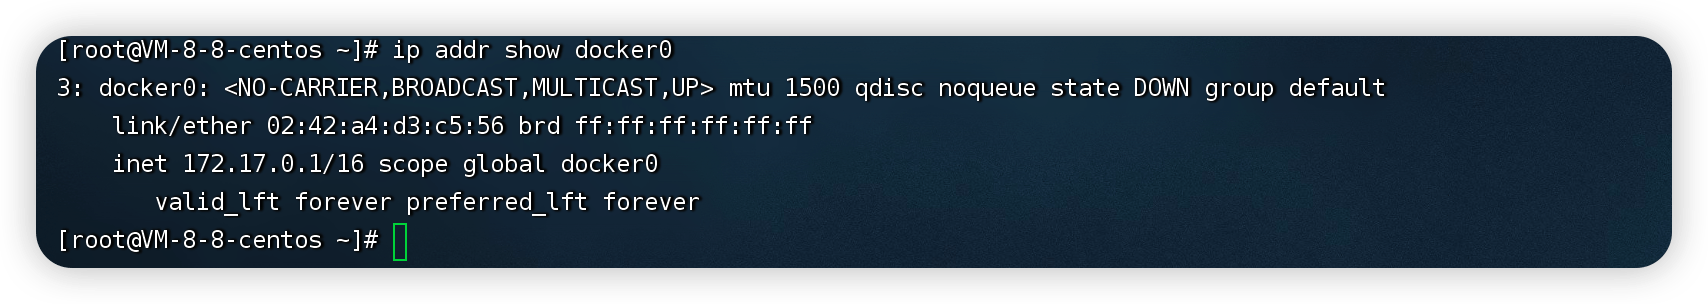 [root@VM-8-8-centos ~]# ip addr show docker0
3: docker0: <NO-CARRIER,BROADCAST,MULTICAST,UP> mtu 1500 qdisc noqueue state DOWN group default
    link/ether 02:42:a4:d3:c5:56 brd ff:ff:ff:ff:ff:ff
    inet 172.17.0.1/16 scope global docker0
       valid_lft forever preferred_lft forever
[root@VM-8-8-centos ~]#